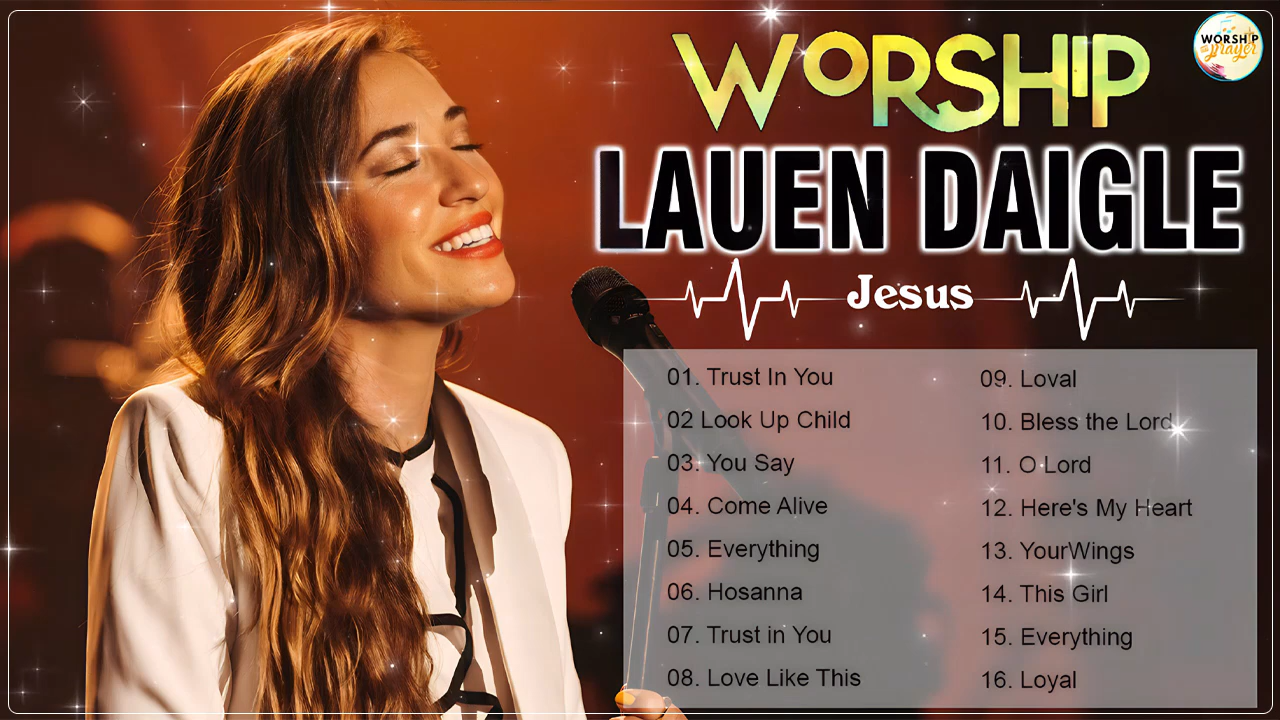 WORSHIP
WORSHIP
prayer
LAUEN DAIGLE
Jesus
01. Trust In You
02 Look Up Child
03. You Say
04. Come Alive
05. Everything
06. Hosanna
07. Trust in You
08. Love Like This
09. Loval
10. Bless the Lord
11. O Lord
12. Here's My Heart
13. YourWings
14. This Girl
15. Everything
16. Loyal